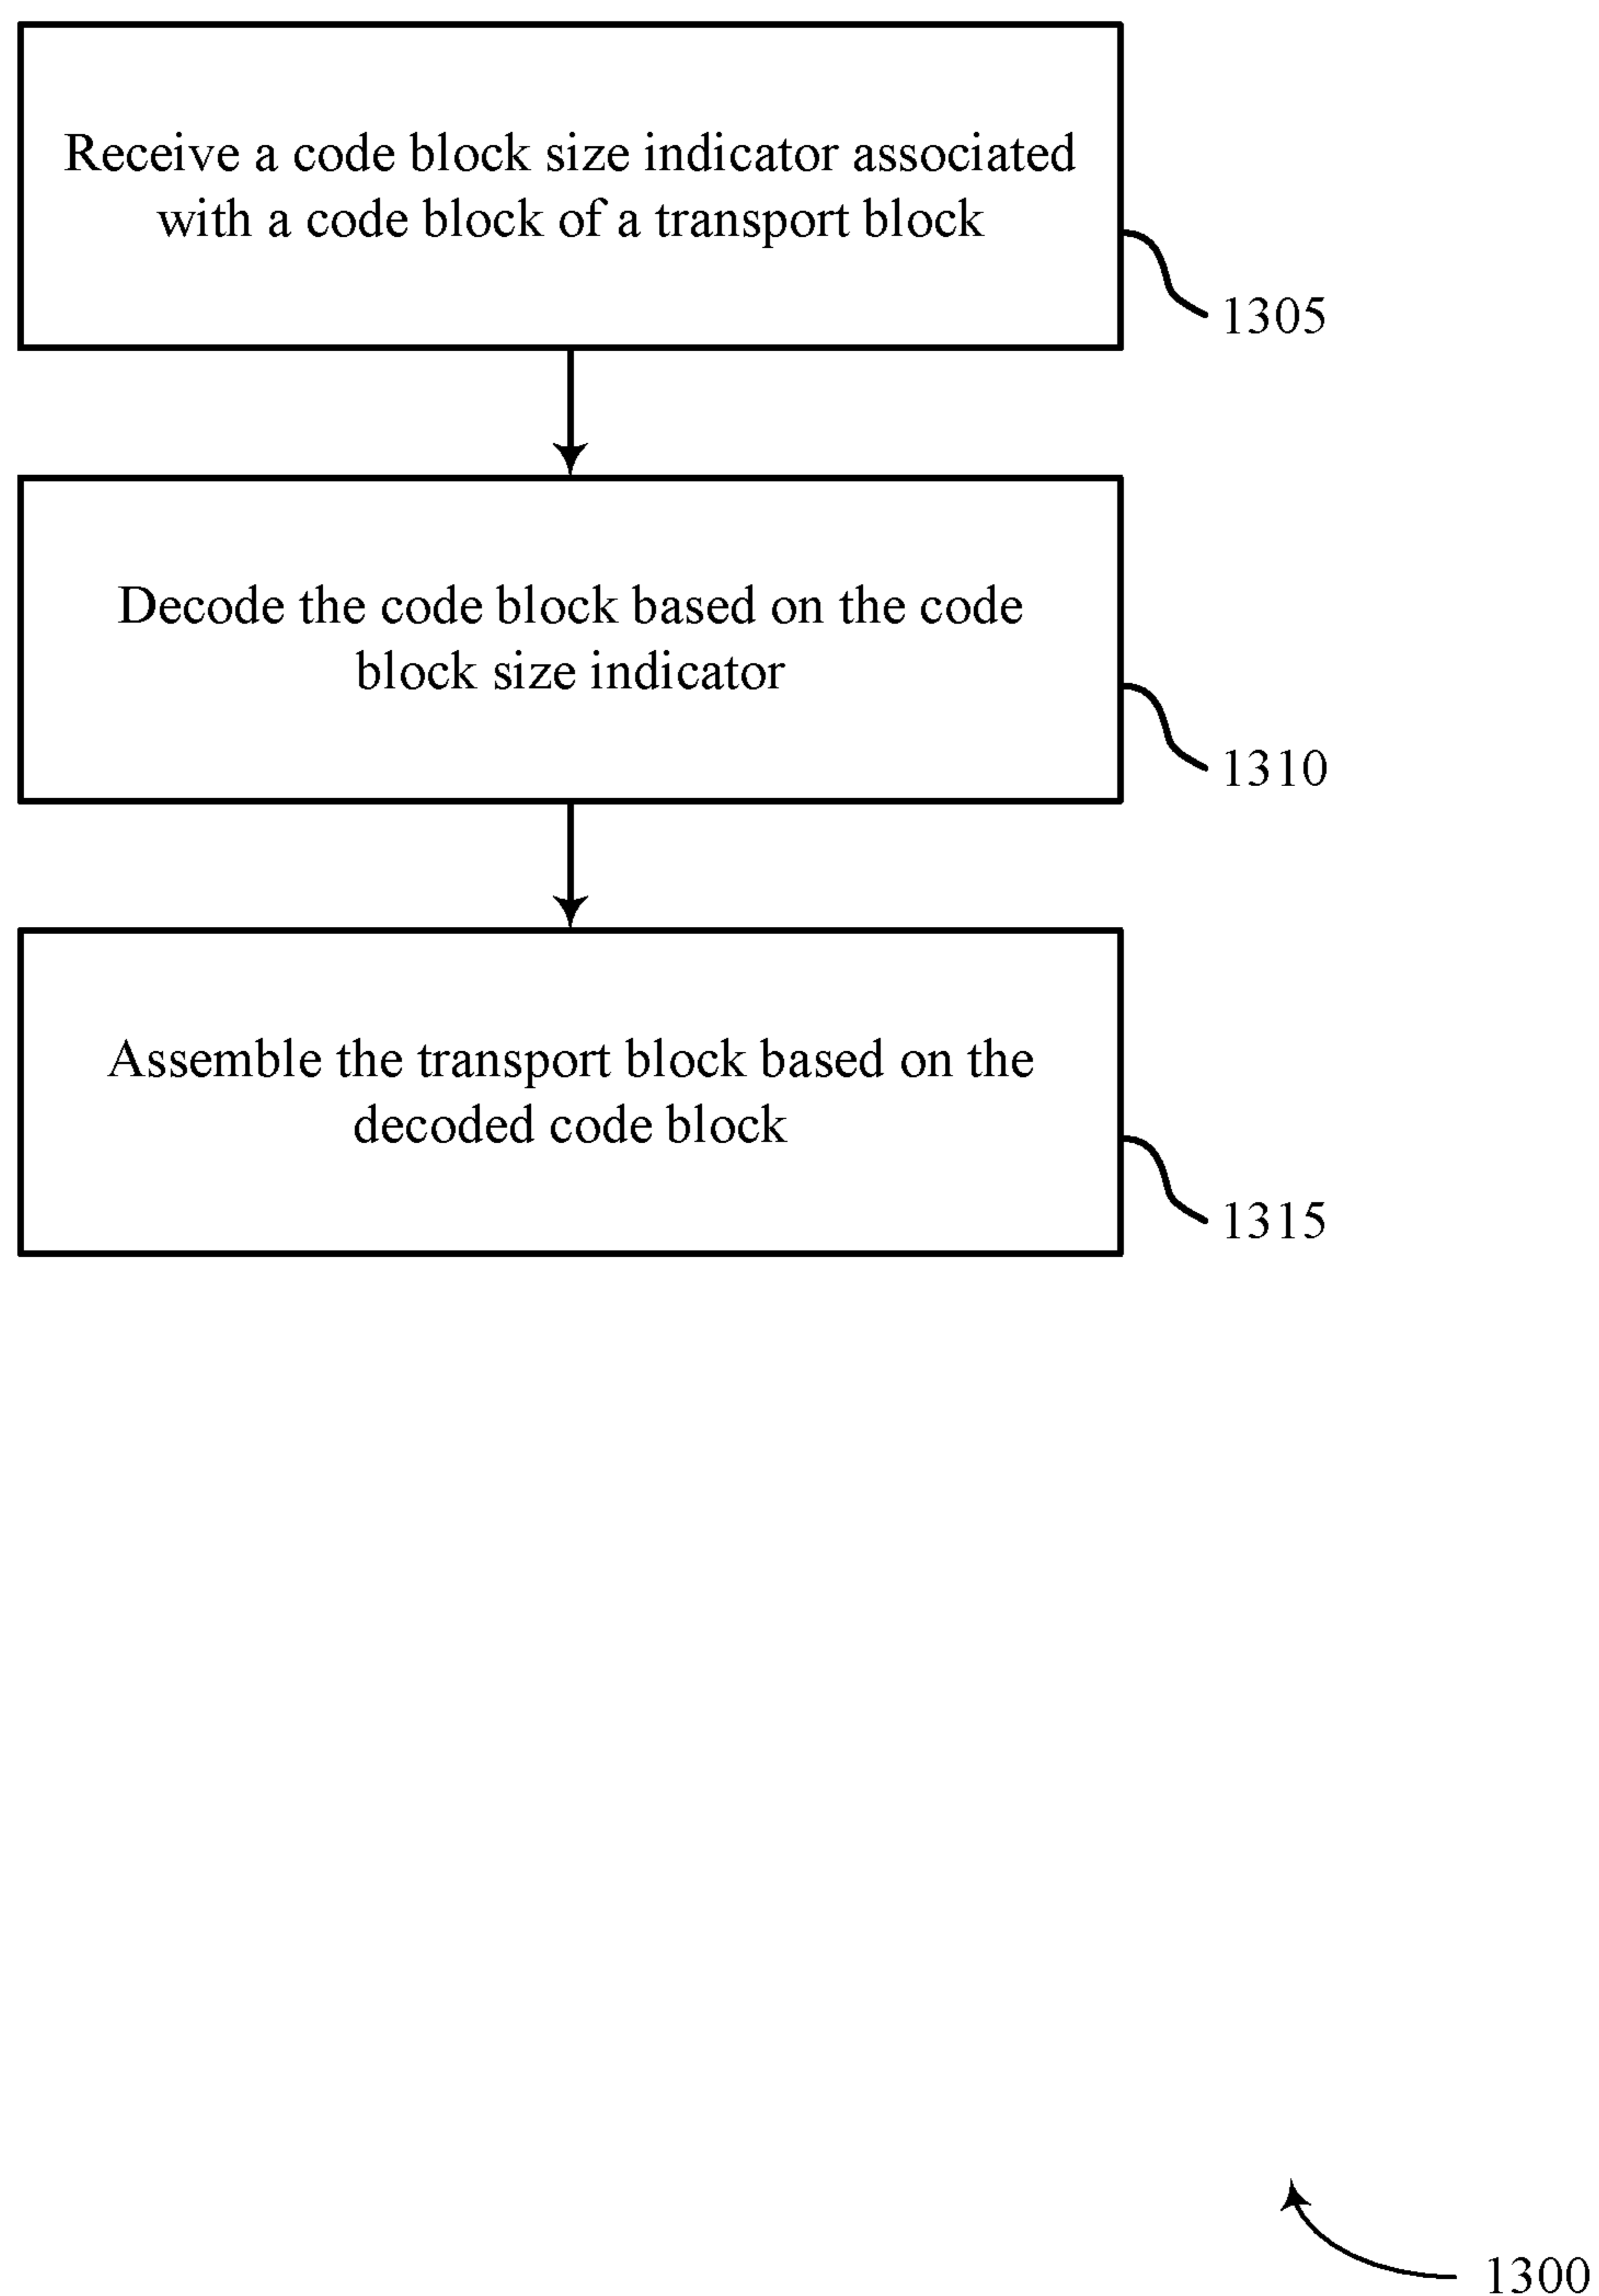 Receive a code block size indicator associated
with a code block of a transport block
1305
Decode the code block based on the code
block size indicator
1310
Assemble the transport block based on the
decoded code block
1315
1300